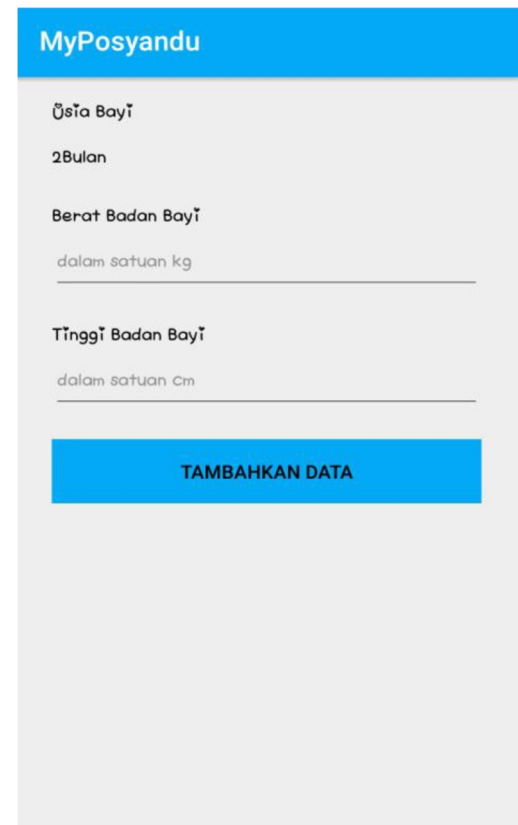 MyPosyandu
Usia Bayi
2Bulan
Berat Badan Bayi
dalam satuan kg
Tinggi Badan Bayi
dalam satuan cm
TAMBAHKAN DATA